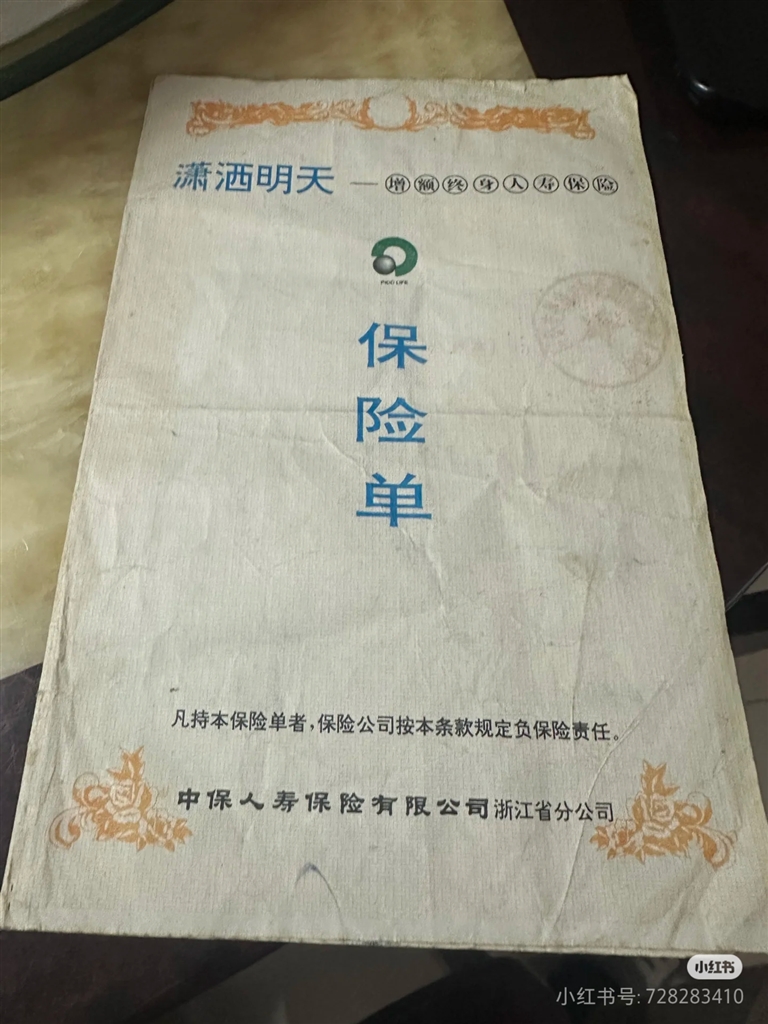 潇洒明天 — 增额终身人寿保险
PICC LIFE
保
险
单
凡持本保险单者，保险公司按本条款规定负保险责任。
中保人寿保险有限公司浙江省分公司
小红书
小红书号: 728283410